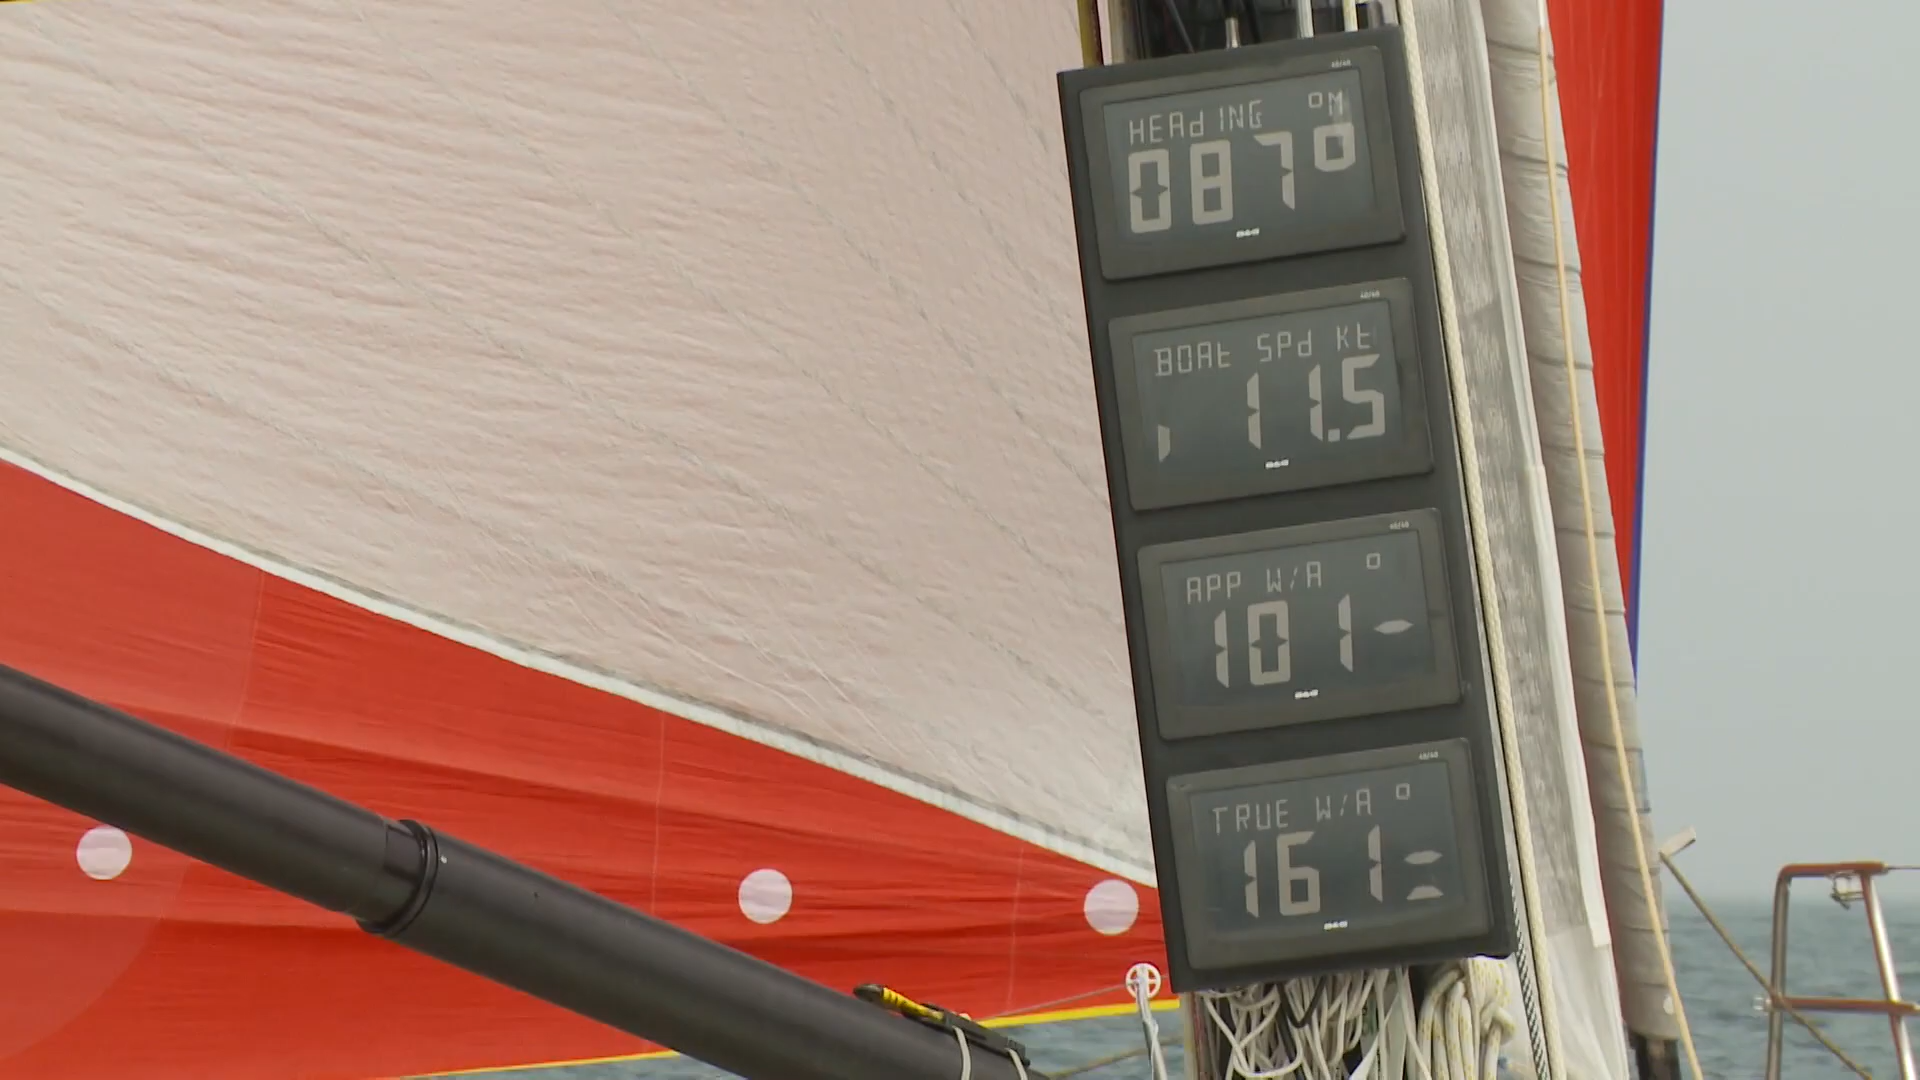 HEAdING °M
087°
BOAt SPd Kt
11.5
APP W/A °
101-
TRUE W/A °
161=